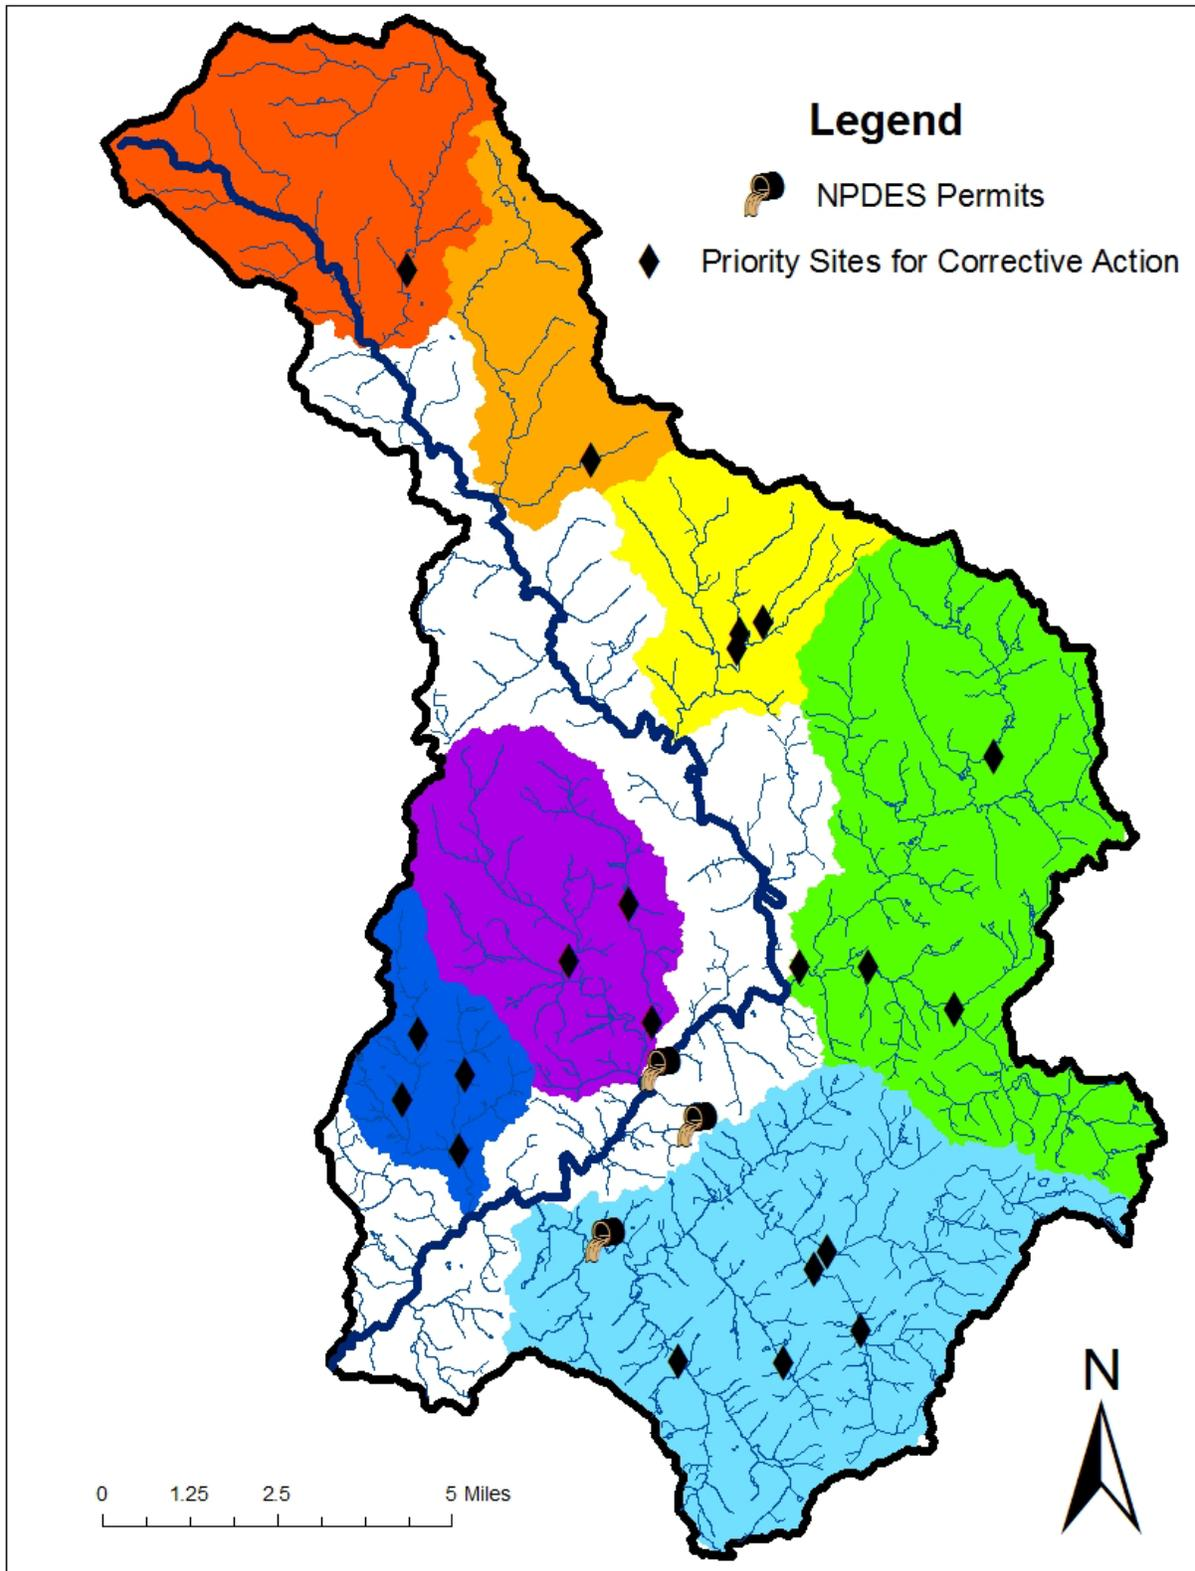 Legend
NPDES Permits
Priority Sites for Corrective Action
N
0 1.25 2.5 5 Miles